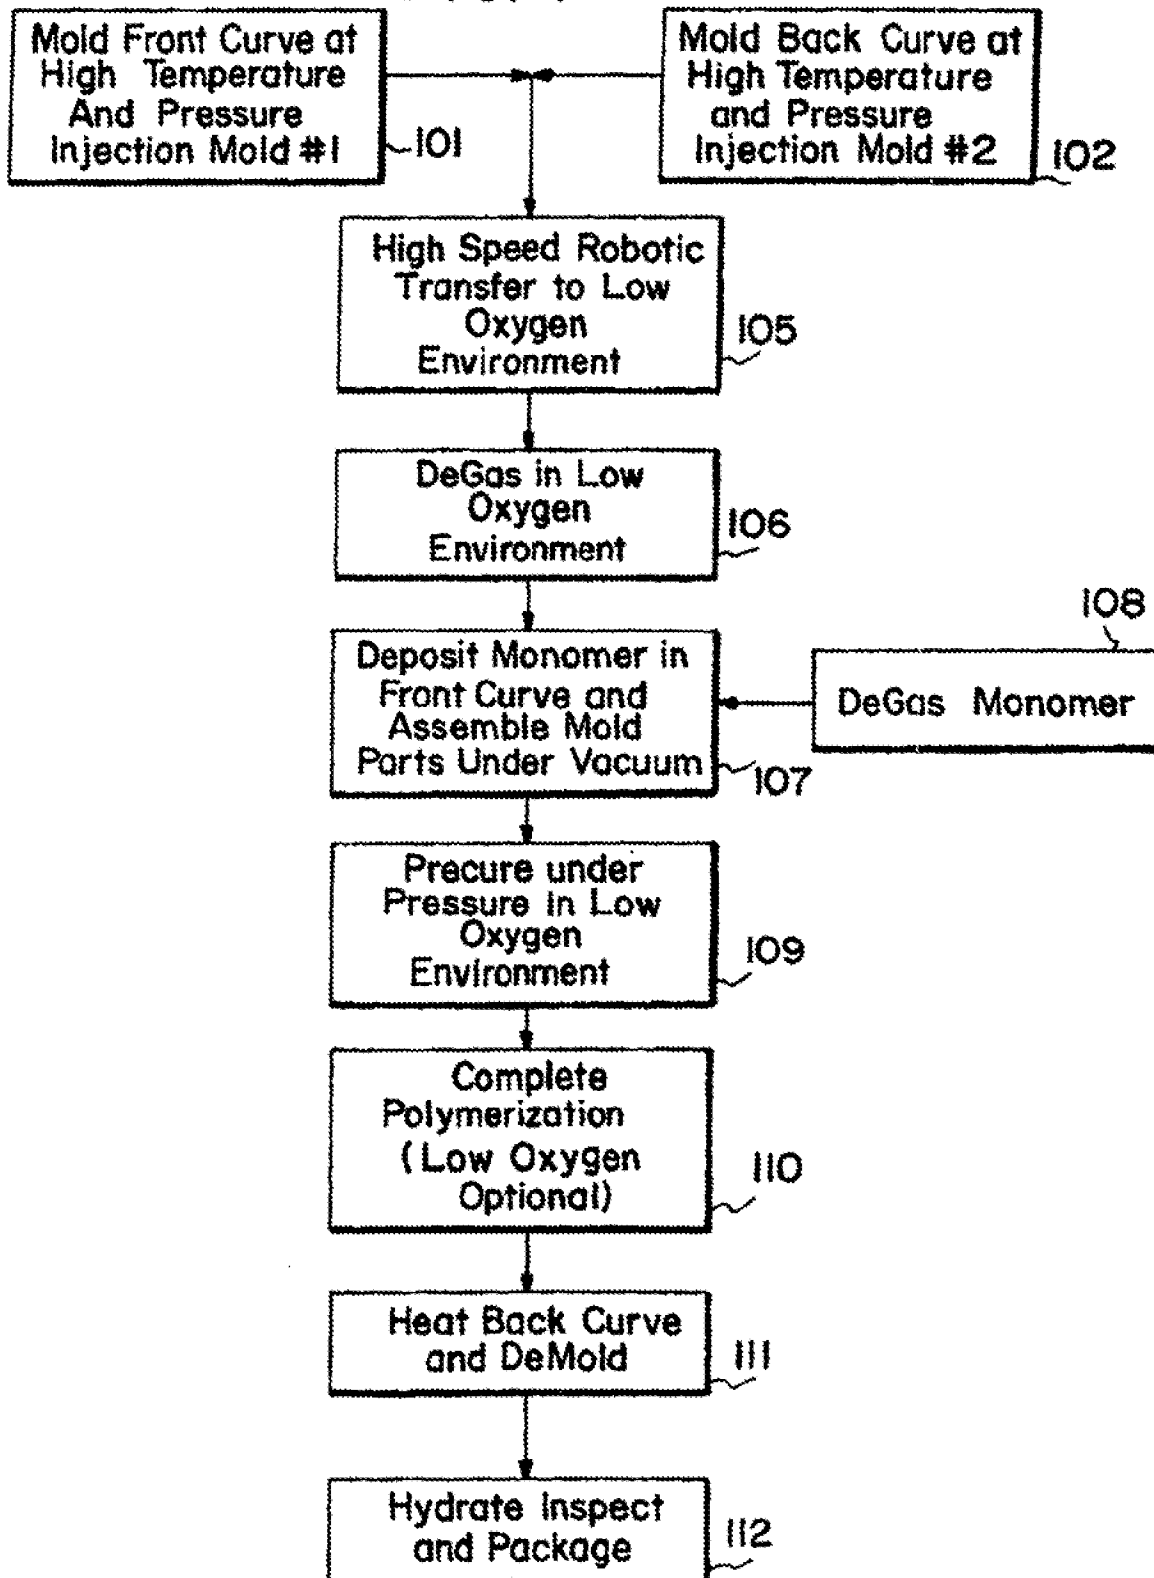 Mold Front Curve at
High Temperature
And Pressure
Injection Mold #1
101
Mold Back Curve at
High Temperature
and Pressure
Injection Mold #2
102
High Speed Robotic
Transfer to Low
Oxygen
Environment
105
DeGas in Low
Oxygen
Environment
106
Deposit Monomer in
Front Curve and
Assemble Mold
Parts Under Vacuum
107
108
DeGas Monomer
Precure under
Pressure in Low
Oxygen
Environment
109
Complete
Polymerization
(Low Oxygen
Optional)
110
Heat Back Curve
and DeMold
111
Hydrate Inspect
and Package
112